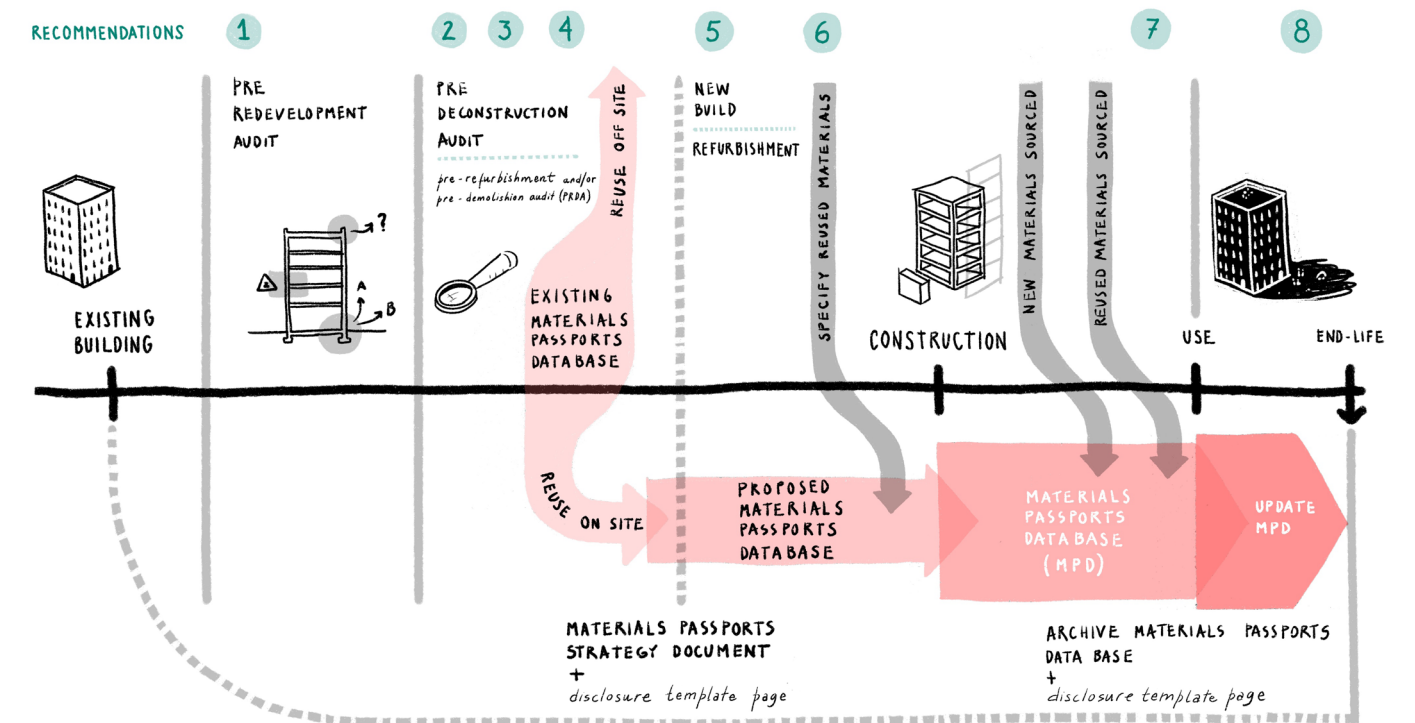 RECOMMENDATIONS
1
2
3
4
5
6
7
8
PRE
REDEVELOPMENT
AUDIT
PRE
DECONSTRUCTION
AUDIT
pre-refurbishment and/or
pre-demolishion audit (PRDA)
REUSE OFF SITE
NEW
BUILD
REFURBISHMENT
SPECIFY REUSED MATERIALS
NEW MATERIALS SOURCED
REUSED MATERIALS SOURCED
?
A
B
EXISTING
BUILDING
EXISTING
MATERIALS
PASSPORTS
DATABASE
CONSTRUCTION
USE
END-LIFE
REUSE ON SITE
PROPOSED
MATERIALS
PASSPORTS
DATABASE
MATERIALS
PASSPORTS
DATABASE
(MPD)
UPDATE
MPD
MATERIALS PASSPORTS
STRATEGY DOCUMENT
+
disclosure template page
ARCHIVE MATERIALS PASSPORTS
DATA BASE
+
disclosure template page